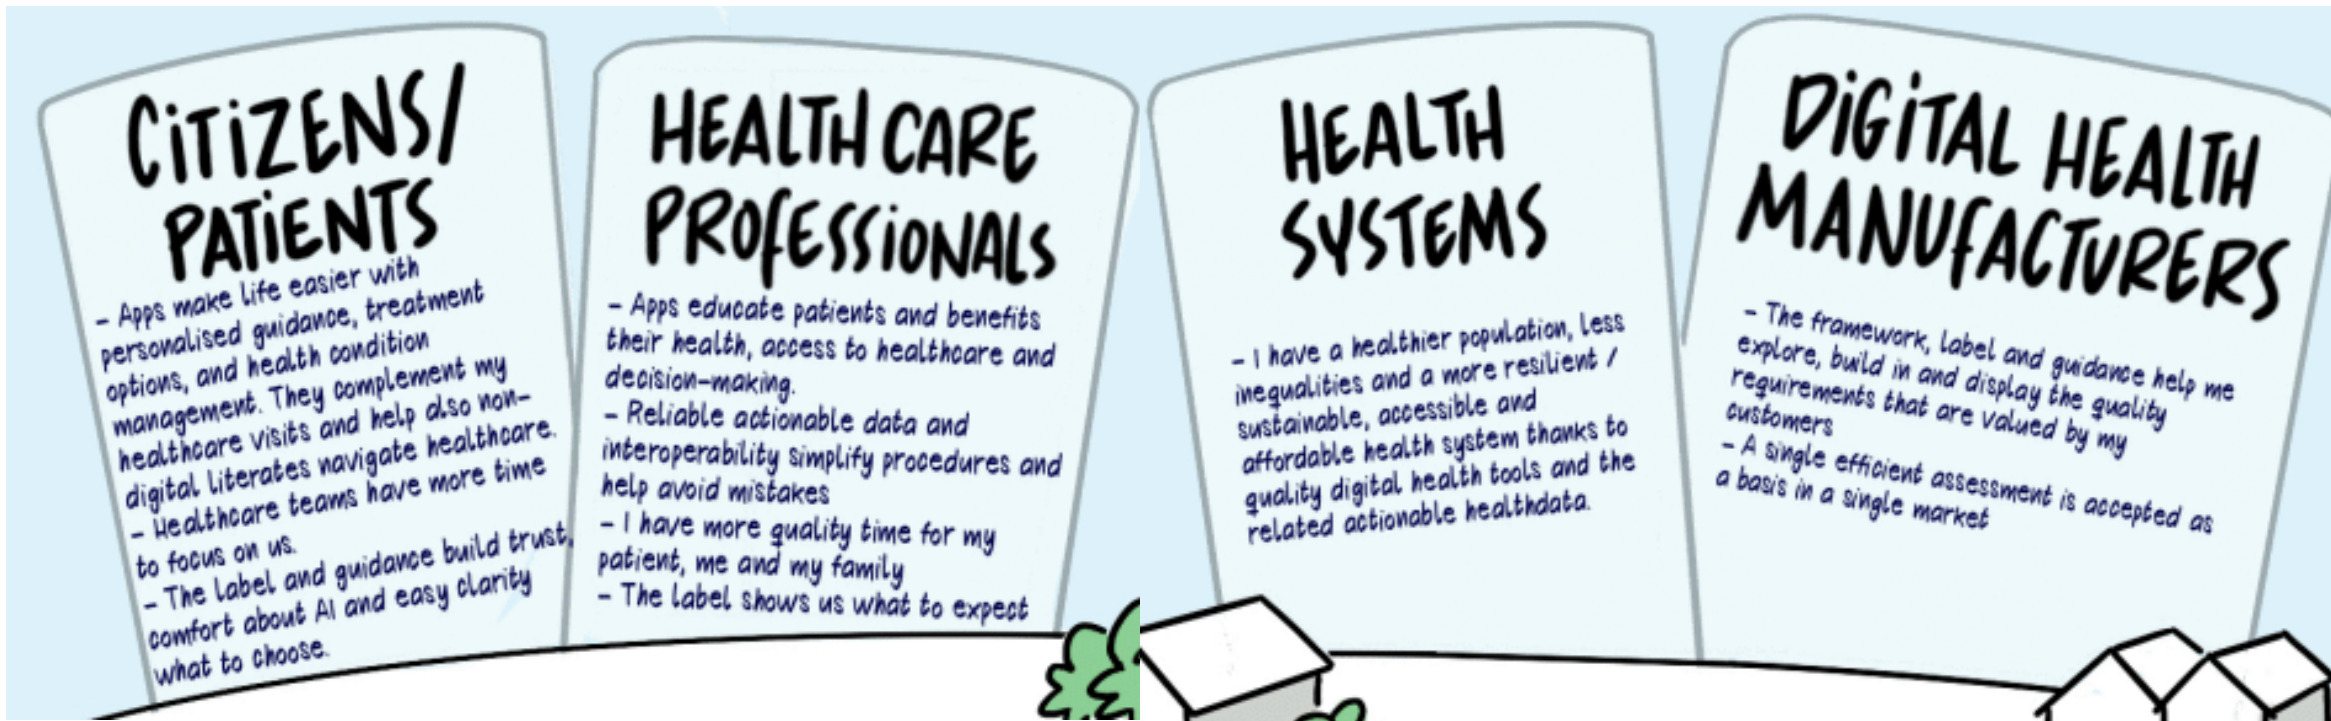 CiTiZENS/
PATiENTS
- Apps make life easier with
personalised guidance, treatment
options, and health condition
management. They complement my
healthcare visits and help also non-
digital literates navigate healthcare.
- Healthcare teams have more time
to focus on us.
- The label and guidance build trust,
comfort about AI and easy clarity
what to choose.
HEALTH CARE
PROfESSiONALS
- Apps educate patients and benefits
their health, access to healthcare and
decision-making.
- Reliable actionable data and
interoperability simplify procedures and
help avoid mistakes
- I have more quality time for my
patient, me and my family
- The label shows us what to expect
HEALTH
SYSTEMS
- I have a healthier population, less
inequalities and a more resilient /
sustainable, accessible and
affordable health system thanks to
quality digital health tools and the
related actionable healthdata.
DiGiTAL HEALTH
MANUfACTURERS
- The framework, label and guidance help me
explore, build in and display the quality
requirements that are valued by my
customers
- A single efficient assessment is accepted as
a basis in a single market